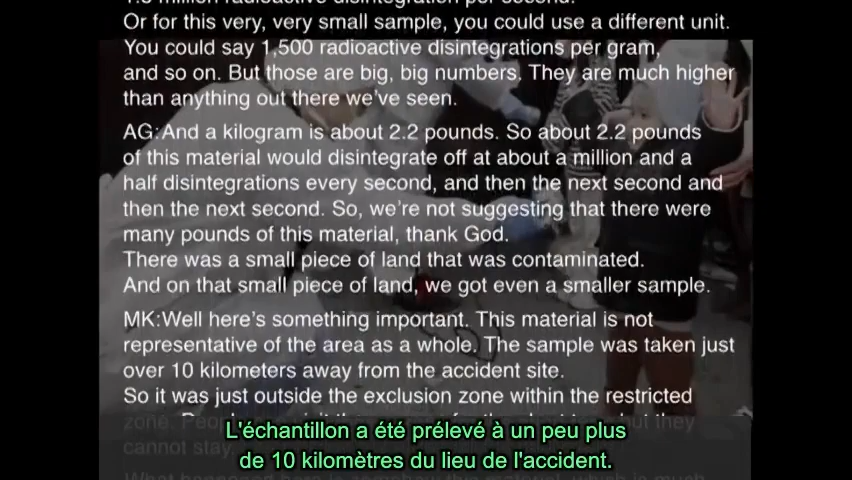 Or for this very, very small sample, you could use a different unit.
You could say 1,500 radioactive disintegrations per gram,
and so on. But those are big, big numbers. They are much higher
than anything out there we've seen.
AG:And a kilogram is about 2.2 pounds. So about 2.2 pounds
of this material would disintegrate off at about a million and a
half disintegrations every second, and then the next second and
then the next second. So, we're not suggesting that there were
many pounds of this material, thank God.
There was a small piece of land that was contaminated.
And on that small piece of land, we got even a smaller sample.
MK:Well here's something important. This material is not
representative of the area as a whole. The sample was taken just
over 10 kilometers away from the accident site.
So it was just outside the exclusion zone within the restricted
zone. they
cannot stay.
L'échantillon a été prélevé à un peu plus
de 10 kilomètres du lieu de l'accident.